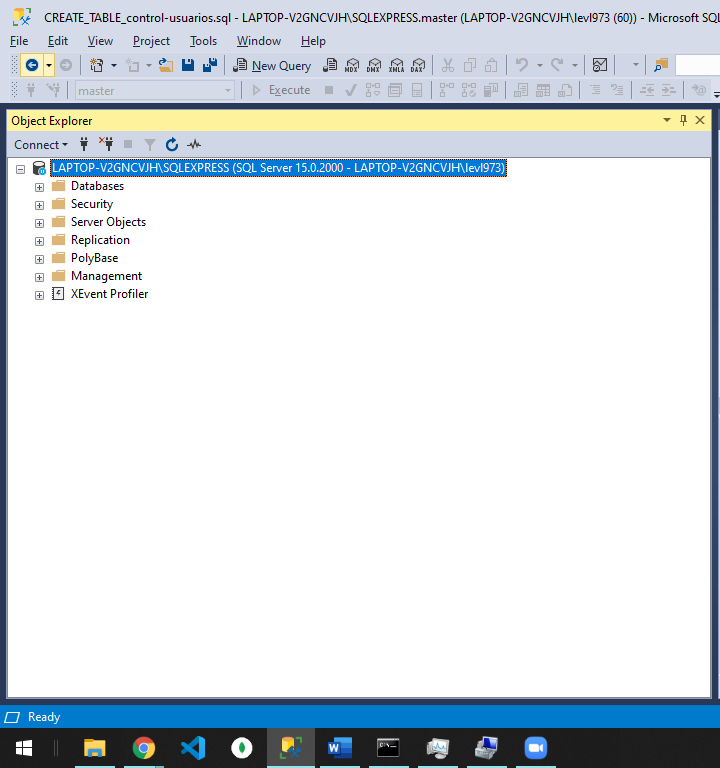 CREATE_TABLE_control-usuarios.sql - LAPTOP-V2GNCVJH\SQLEXPRESS.master (LAPTOP-V2GNCVJH\levl973 (60)) - Microsoft SQL
File Edit View Project Tools Window Help
New Query MDX DMX XMLA DAX
master Execute
Object Explorer
Connect
LAPTOP-V2GNCVJH\SQLEXPRESS (SQL Server 15.0.2000 - LAPTOP-V2GNCVJH\levl973)
Databases
Security
Server Objects
Replication
PolyBase
Management
XEvent Profiler
Ready